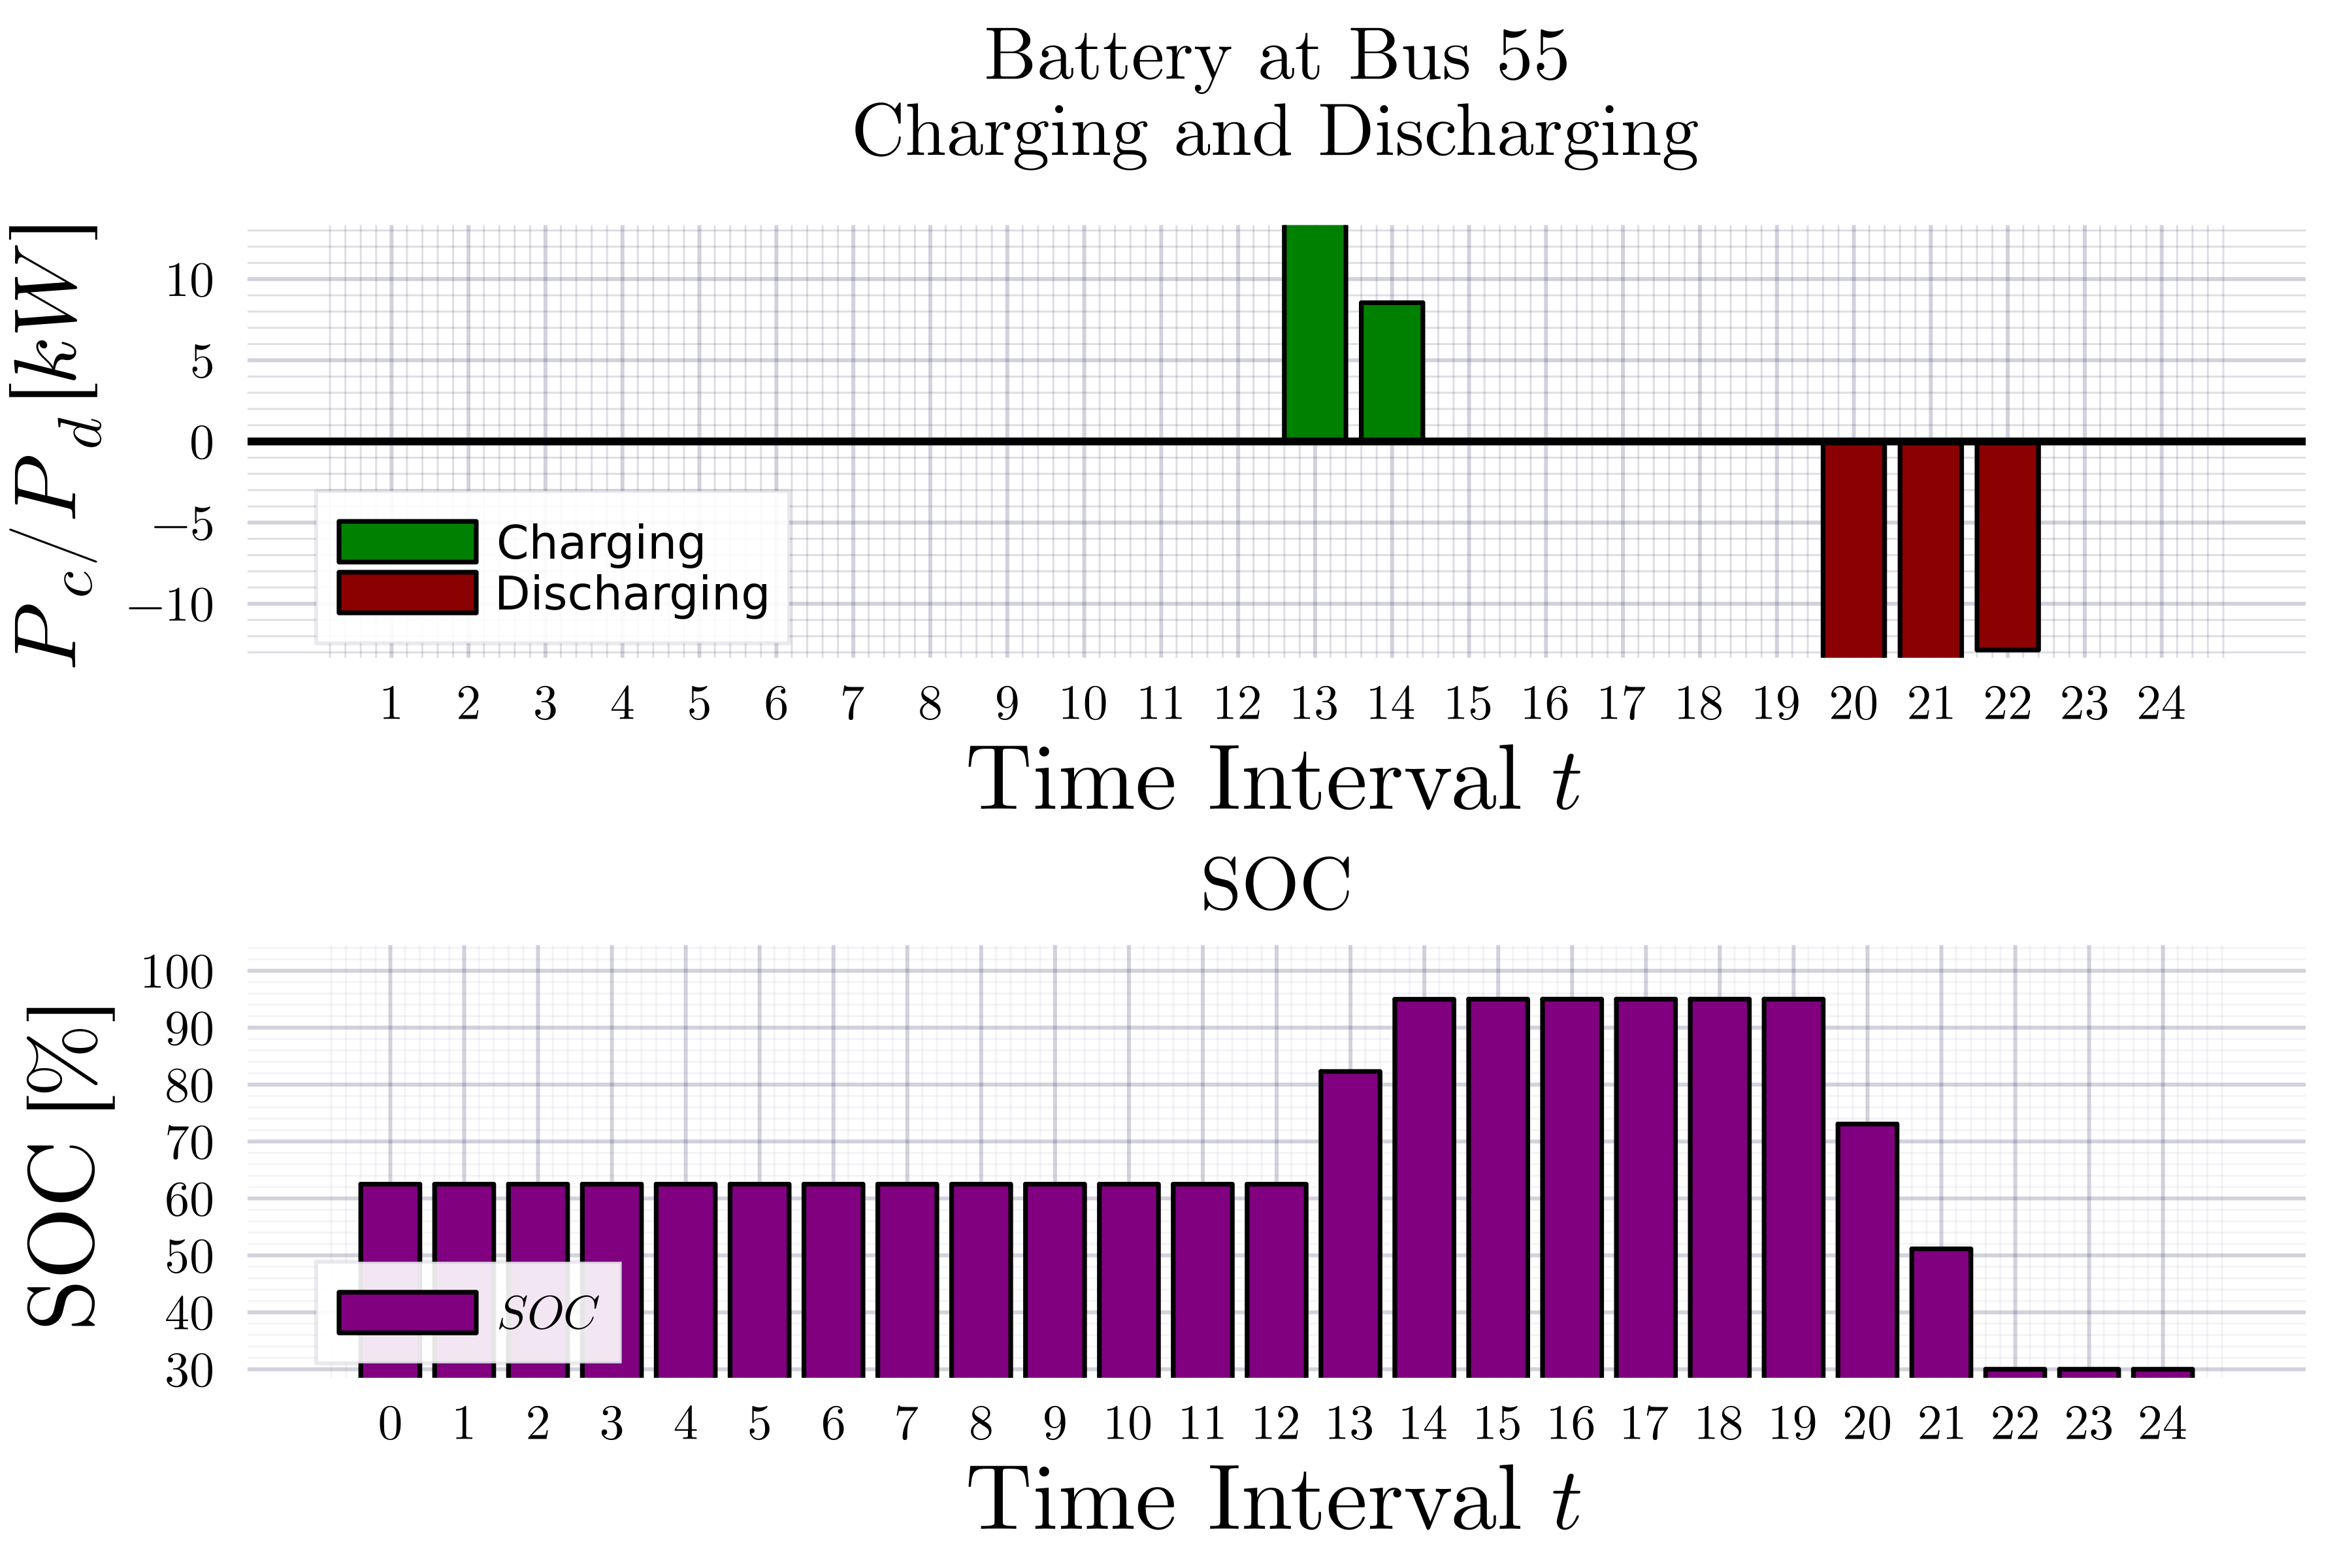 Battery at Bus 55
Charging and Discharging
P_c/P_d [kW]
10
5
0
−5
−10
Charging
Discharging
1 2 3 4 5 6 7 8 9 10 11 12 13 14 15 16 17 18 19 20 21 22 23 24
Time Interval t
SOC
SOC [%]
100
90
80
70
60
50
40
30
SOC
0 1 2 3 4 5 6 7 8 9 10 11 12 13 14 15 16 17 18 19 20 21 22 23 24
Time Interval t